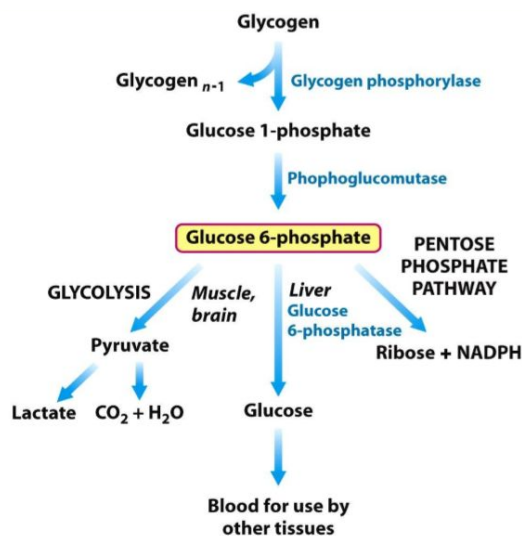 Glycogen
Glycogen n-1
Glycogen phosphorylase
Glucose 1-phosphate
Phophoglucomutase
Glucose 6-phosphate
PENTOSE
PHOSPHATE
PATHWAY
GLYCOLYSIS
Muscle,
brain
Liver
Glucose
6-phosphatase
Pyruvate
Ribose + NADPH
Lactate
CO₂ + H₂O
Glucose
Blood for use by
other tissues